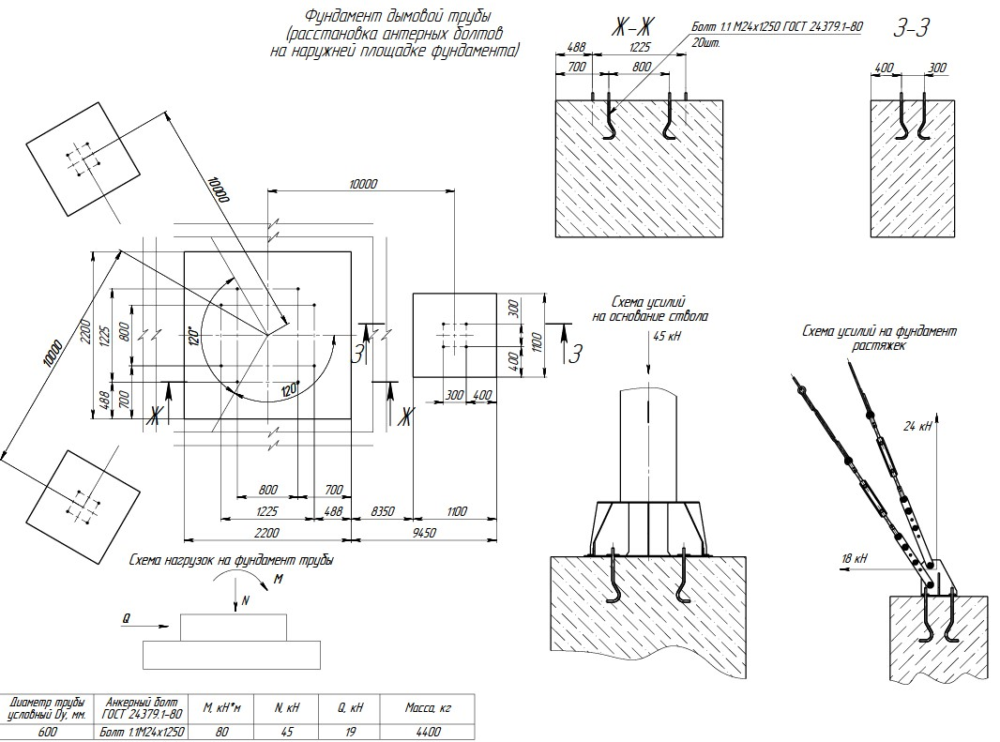 Фундамент дымовой трубы
(расстановка антерных болтов
на наружней площадке фундамента)
Ж-Ж
Болт 1.1 М24х1250 ГОСТ 24379.1-80
20шт.
З-З
488
1225
700
800
400
300
10000
10000
10000
2200
1225
800
488
700
120°
120°
Ж
Ж
З
З
300
400
1100
300
400
800
700
1225
488
8350
1100
2200
9450
Схема усилий
на основание ствола
45 кН
Схема усилий на фундамент
растяжек
24 кН
18 кН
Схема нагрузок на фундамент трубы
M
N
Q
Диаметр трубы
условный Dy, мм.
Анкерный болт
ГОСТ 24379.1-80
M, кН*м
N, кН
Q, кН
Масса, кг
600
Болт 1.1М24х1250
80
45
19
4400